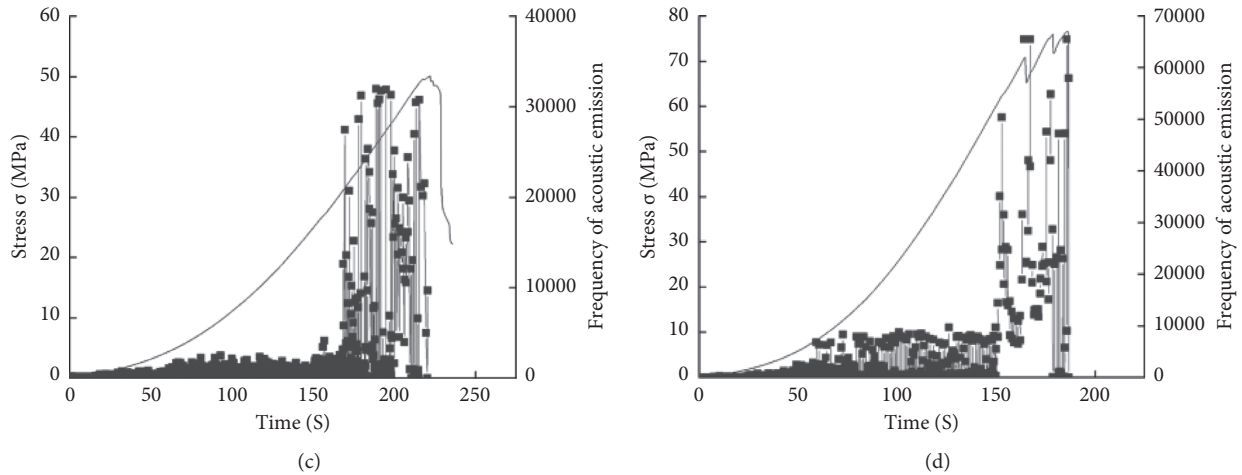 60
50
40
30
20
10
0
Stress σ (MPa)
0 50 100 150 200 250
Time (S)
40000
30000
20000
10000
0
Frequency of acoustic emission
(c)
80
70
60
50
40
30
20
10
0
Stress σ (MPa)
0 50 100 150 200
Time (S)
70000
60000
50000
40000
30000
20000
10000
0
Frequency of acoustic emission
(d)